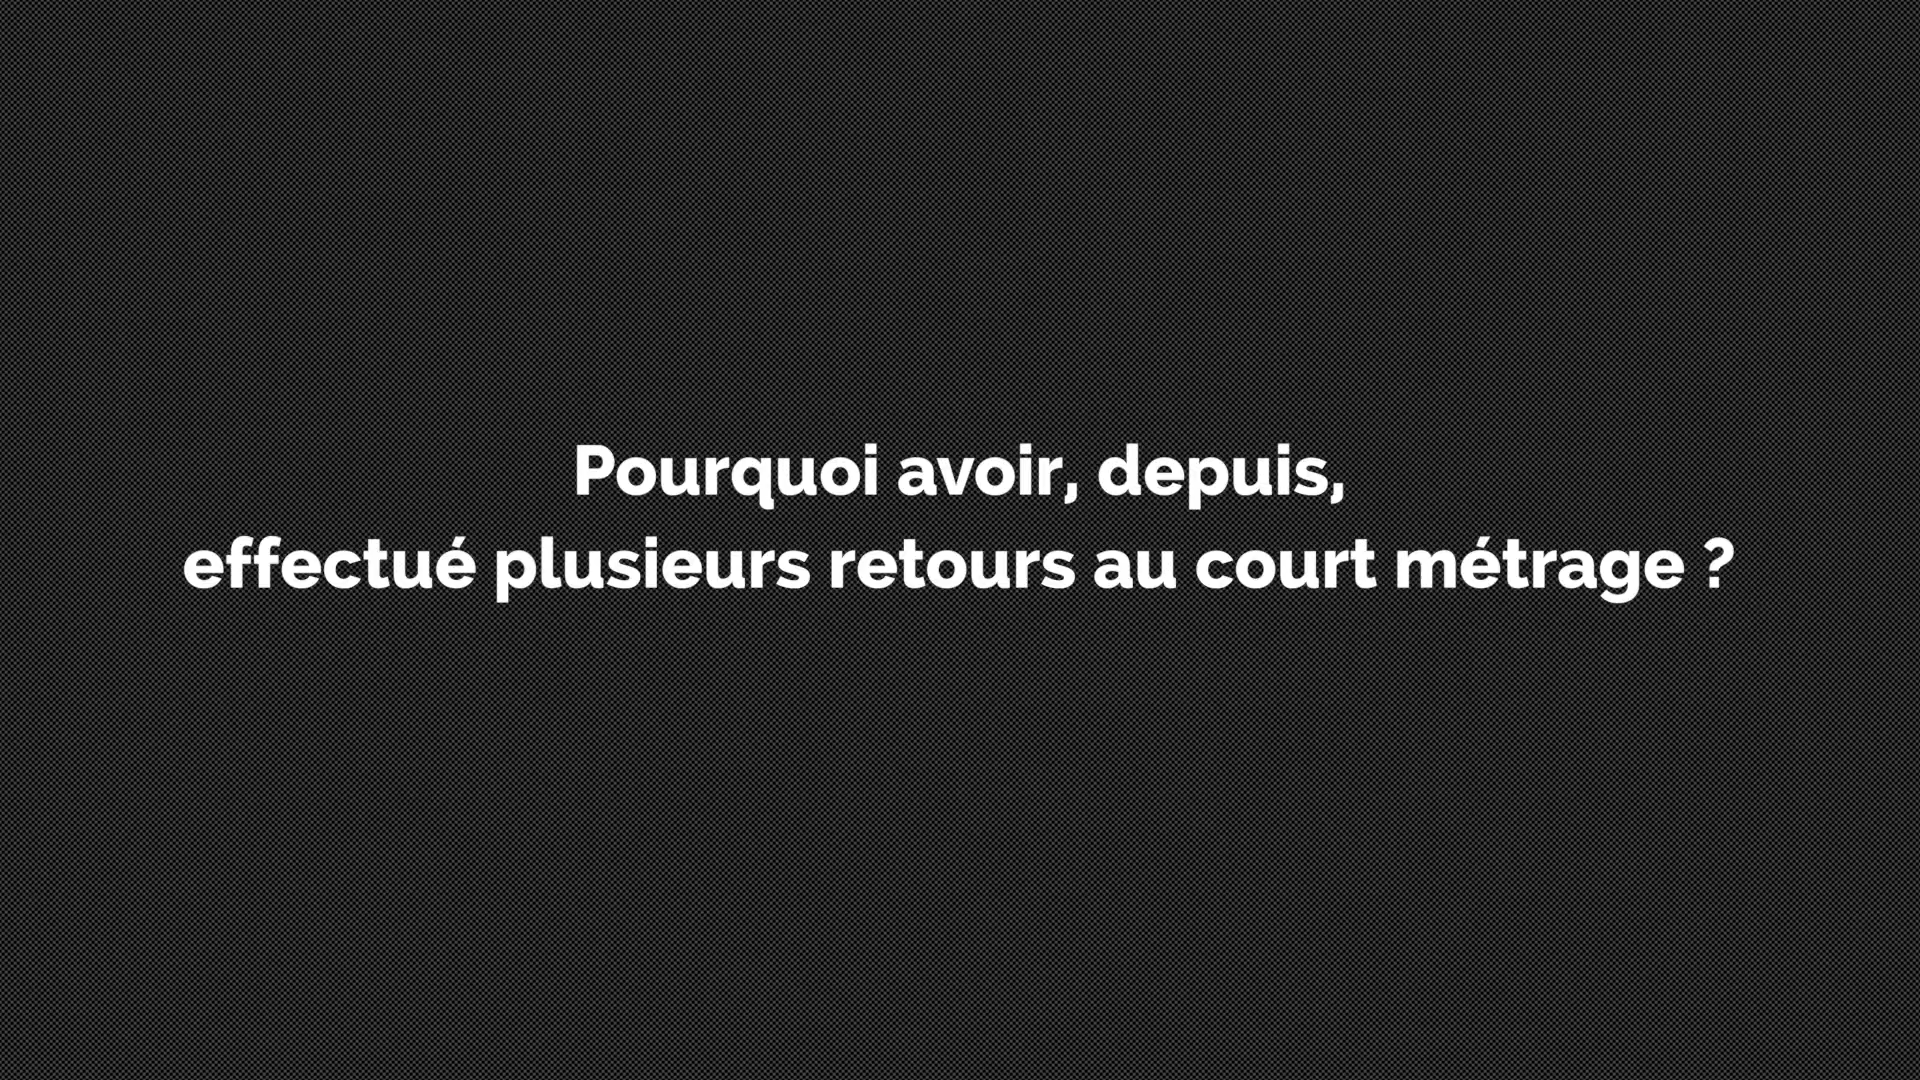 Pourquoi avoir, depuis,
effectué plusieurs retours au court métrage ?